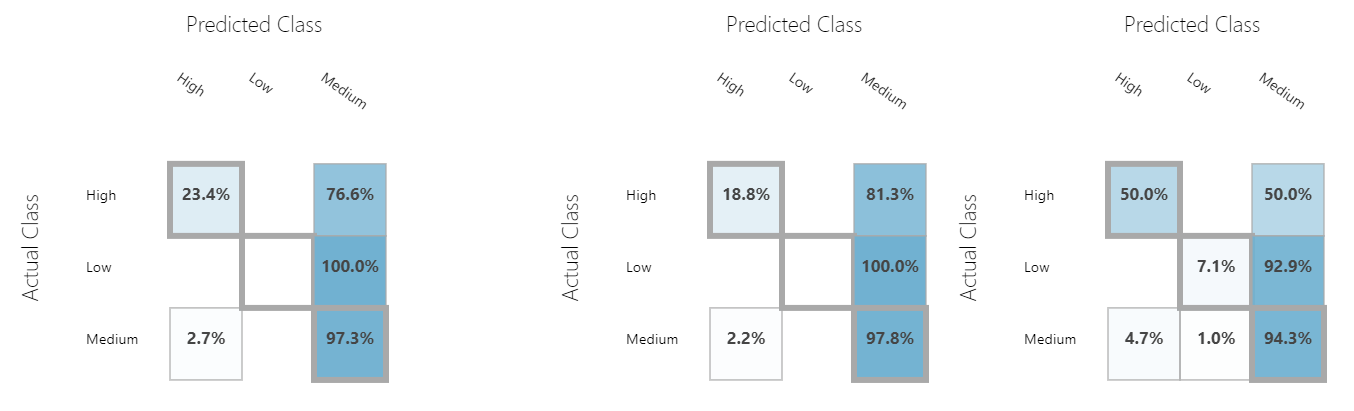 Predicted Class
High Low Medium
Actual Class
High 23.4% 76.6%
Low 100.0%
Medium 2.7% 97.3%
Predicted Class
High Low Medium
Actual Class
High 18.8% 81.3%
Low 100.0%
Medium 2.2% 97.8%
Predicted Class
High Low Medium
Actual Class
High 50.0% 50.0%
Low 7.1% 92.9%
Medium 4.7% 1.0% 94.3%